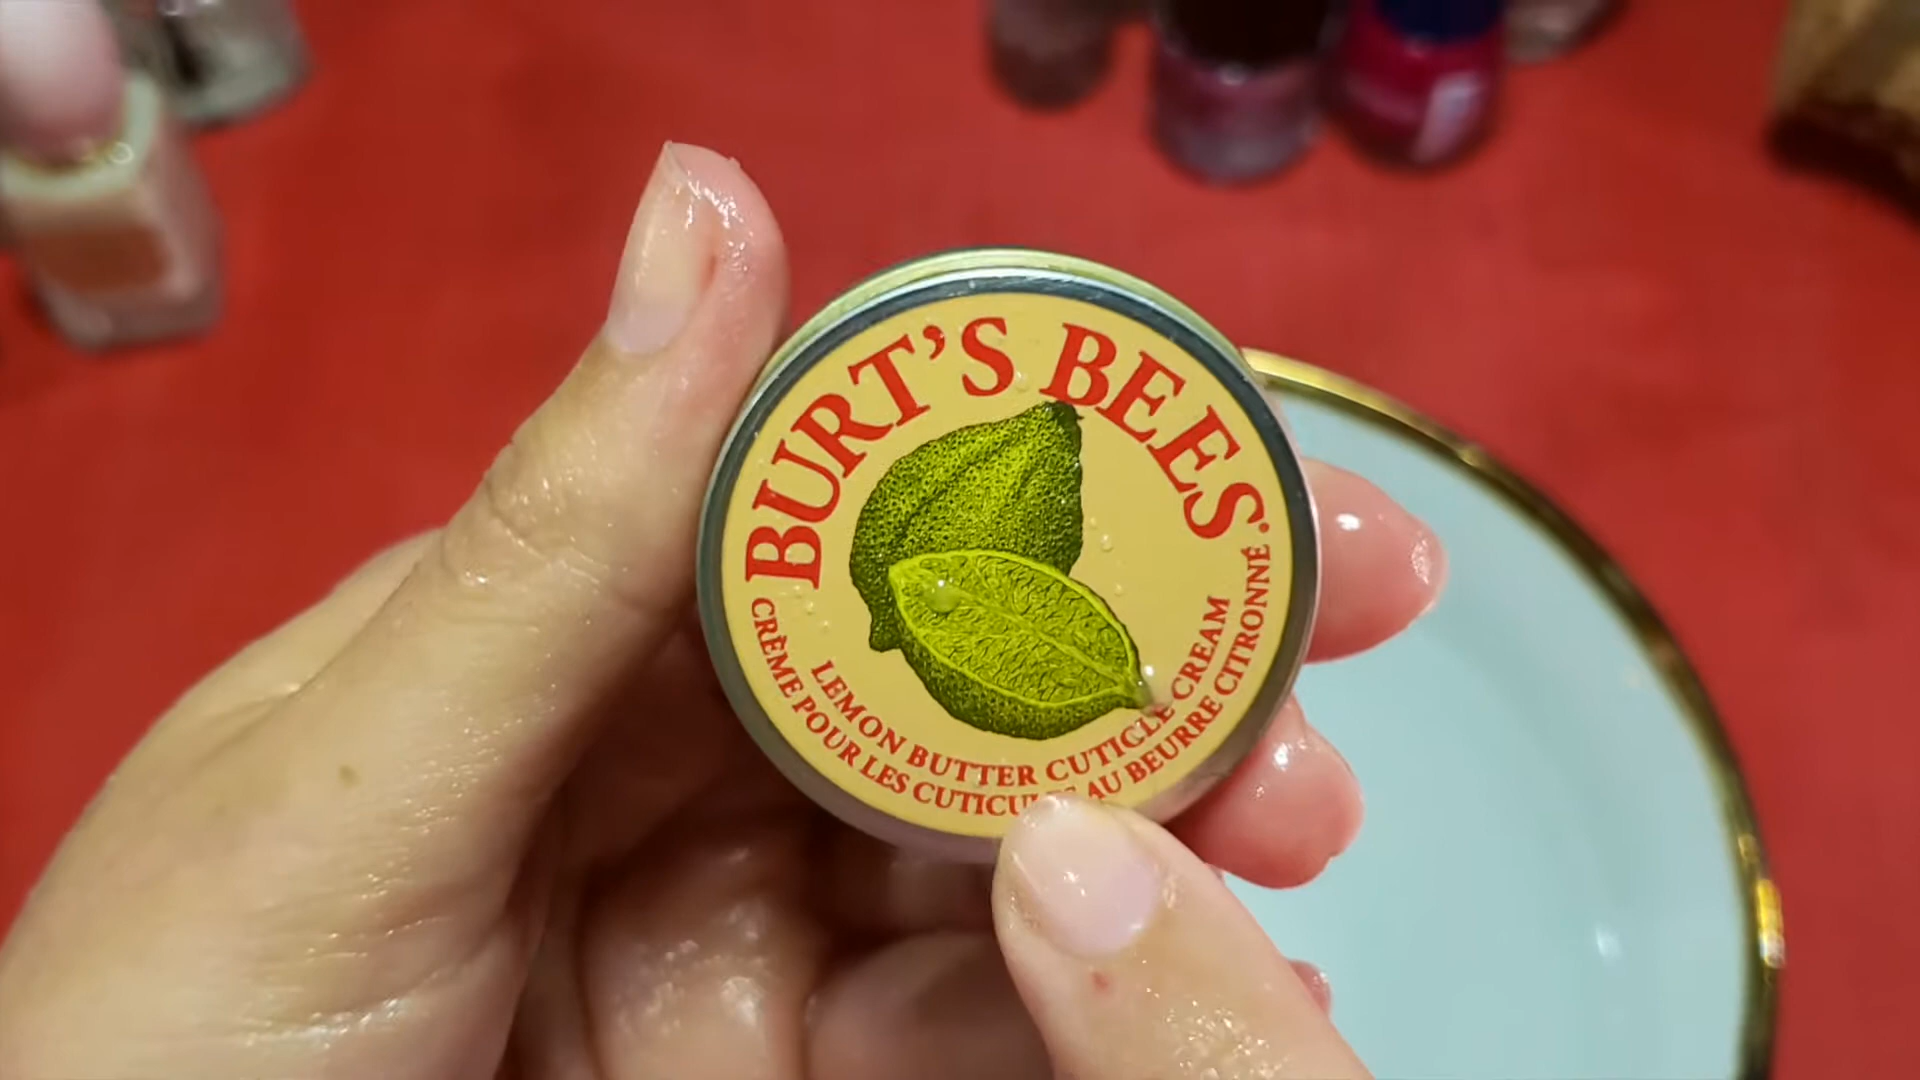 BURT'S BEES
LEMON BUTTER CUTICLE CREAM
CRÈME POUR LES AU BEURRE CITRONNÉ